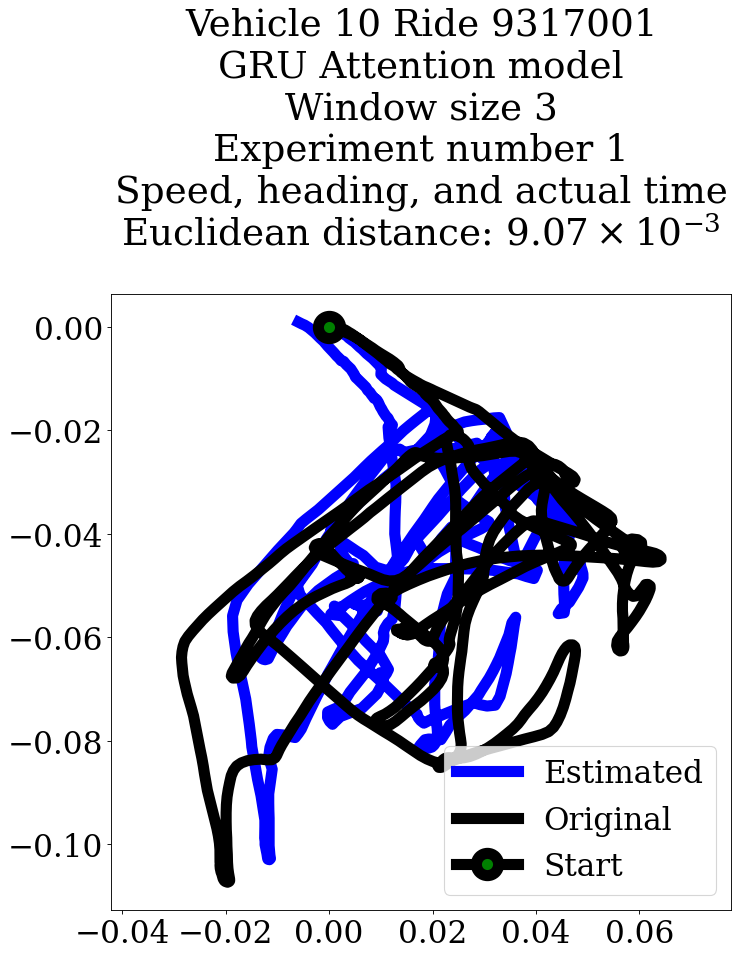 Vehicle 10 Ride 9317001
GRU Attention model
Window size 3
Experiment number 1
Speed, heading, and actual time
Euclidean distance: 9.07 × 10⁻³
0.00
−0.02
−0.04
−0.06
−0.08
−0.10
Estimated
Original
Start
−0.04 −0.02 0.00 0.02 0.04 0.06